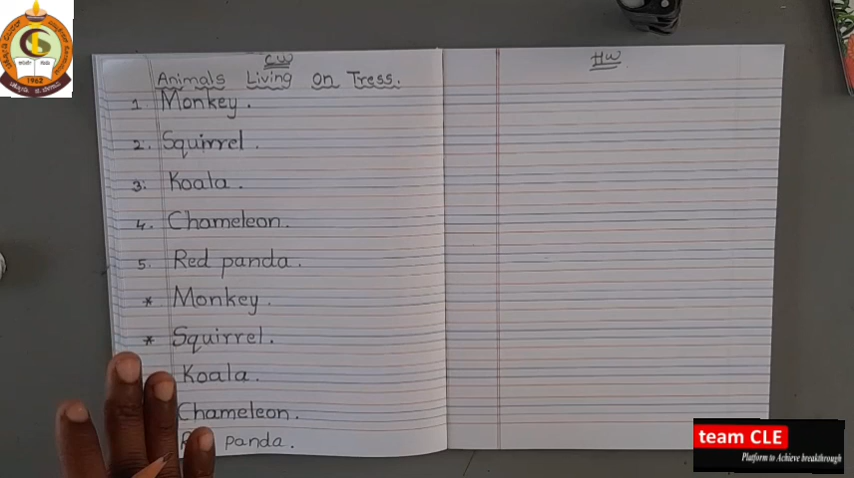 CW
Animals Living on Tress.
1. Monkey.
2. Squirrel.
3. Koala.
4. Chameleon.
5. Red panda.
* Monkey.
* Squirrel.
Koala.
Chameleon.
panda.
HW
1962
team CLE
Platform to Achieve breakthrough